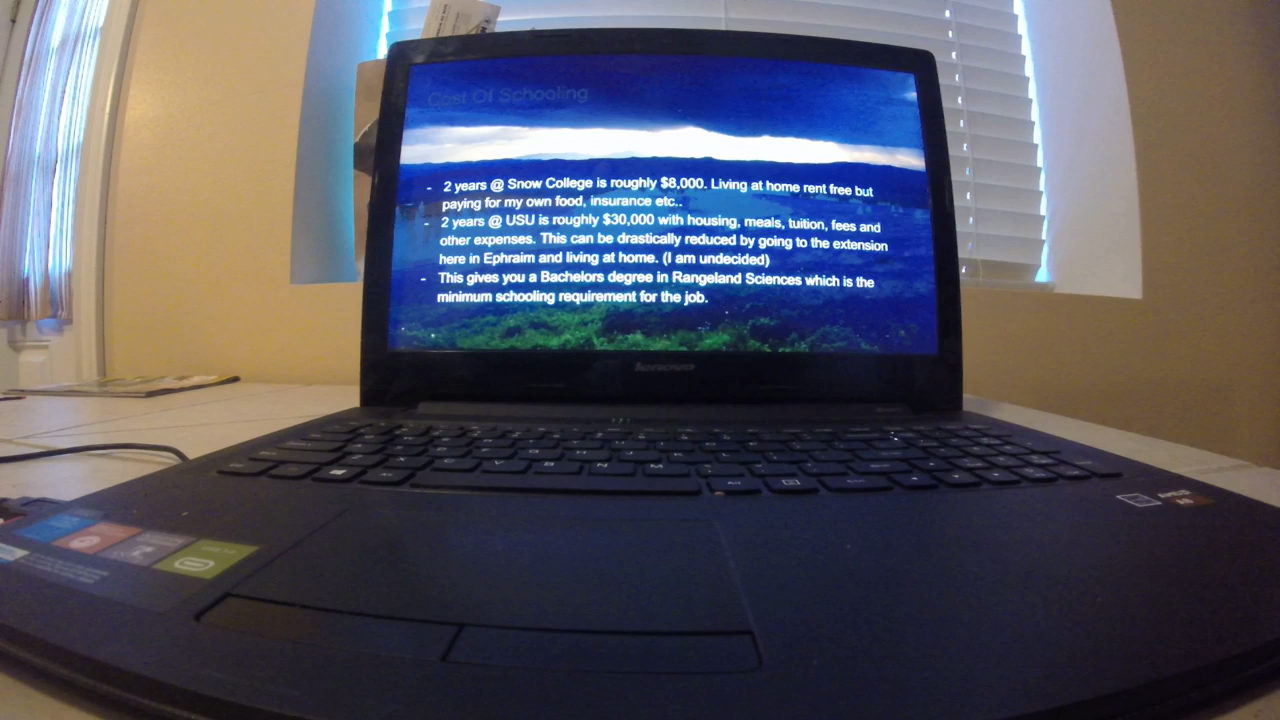 Cost Of Schooling
- 2 years @ Snow College is roughly $8,000. Living at home rent free but
paying for my own food, insurance etc..
- 2 years @ USU is roughly $30,000 with housing, meals, tuition, fees and
other expenses. This can be drastically reduced by going to the extension
here in Ephraim and living at home. (I am undecided)
- This gives you a Bachelors degree in Rangeland Sciences which is the
minimum schooling requirement for the job.
lenovo